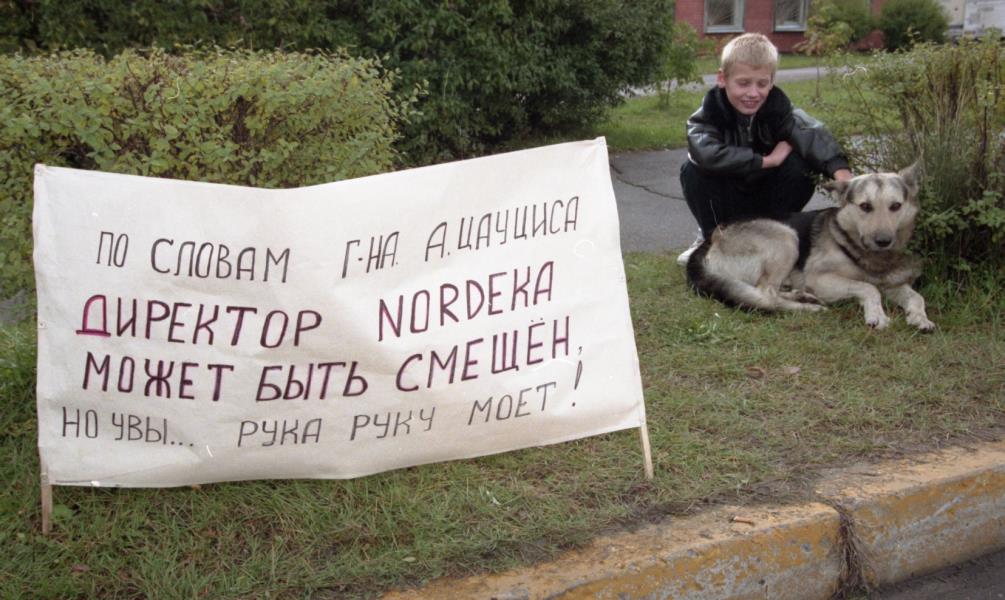 ПО СЛОВАМ Г-НА. А.ЦАУЦИСА
ДИРЕКТОР NORDEKA
МОЖЕТ БЫТЬ СМЕЩЁН,
НО УВЫ... РУКА РУКУ МОЕТ!